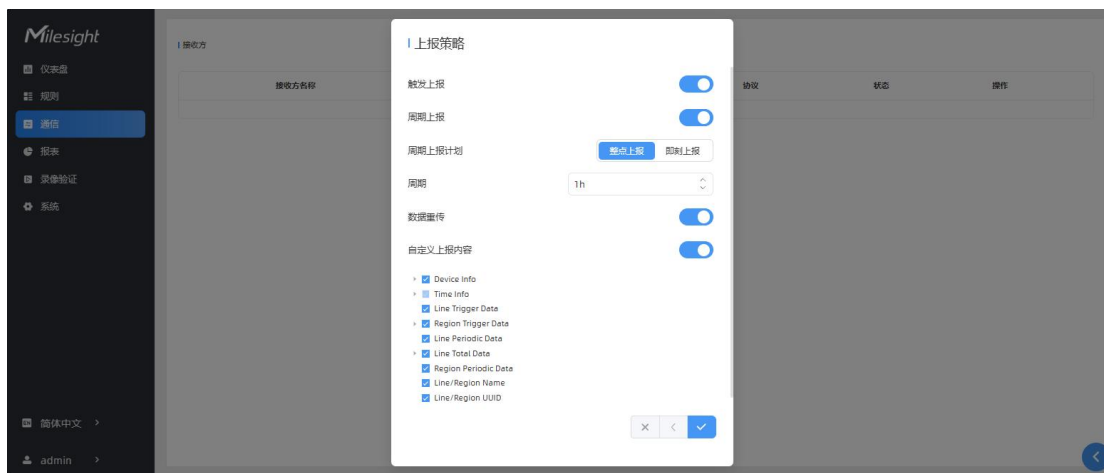 Milesight
仪表盘
规则
通信
报表
录像验证
系统
简体中文
admin
接收方
接收方名称 协议 状态 操作
上报策略
触发上报
周期上报
周期上报计划 整点上报 即刻上报
周期 1h
数据重传
自定义上报内容
Device Info
Time Info
Line Trigger Data
Region Trigger Data
Line Periodic Data
Line Total Data
Region Periodic Data
Line/Region Name
Line/Region UUID